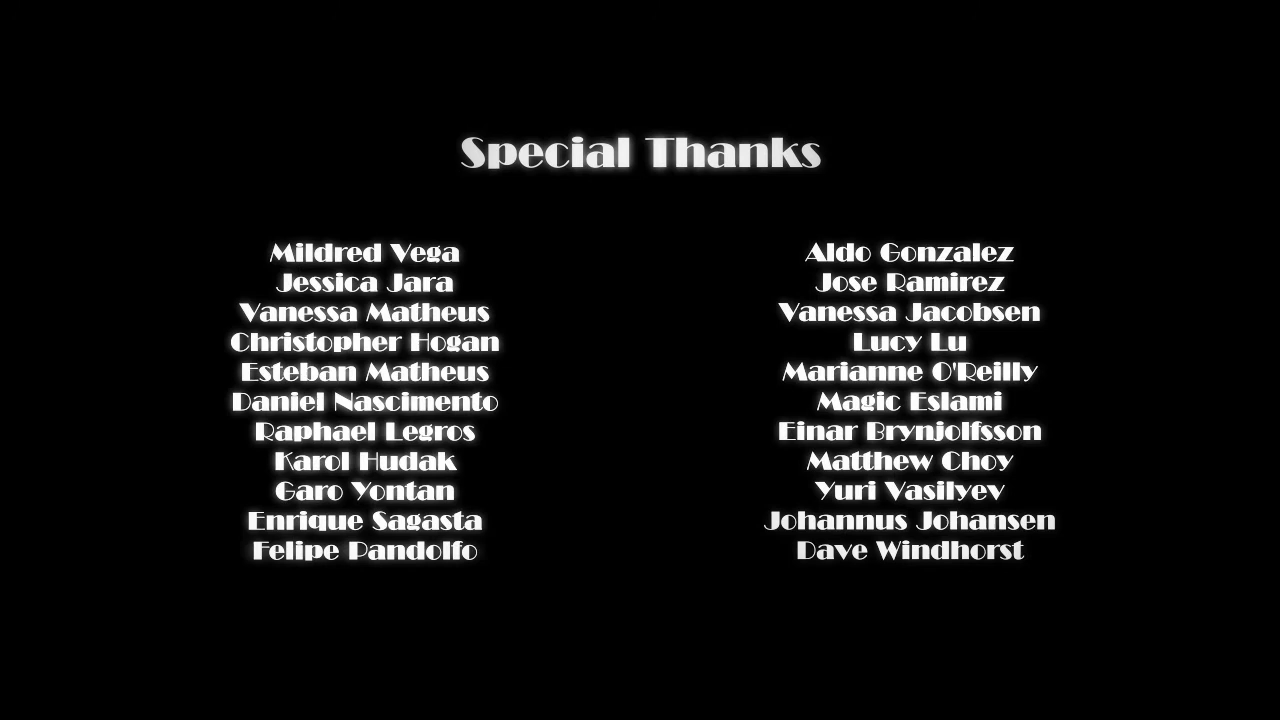 Special Thanks
Mildred Vega
Jessica Jara
Vanessa Matheus
Christopher Hogan
Esteban Matheus
Daniel Nascimento
Raphael Legros
Karol Hudak
Garo Yontan
Enrique Sagasta
Felipe Pandolfo
Aldo Gonzalez
Jose Ramirez
Vanessa Jacobsen
Lucy Lu
Marianne O'Reilly
Magic Eslami
Einar Brynjolfsson
Matthew Choy
Yuri Vasilyev
Johannus Johansen
Dave Windhorst